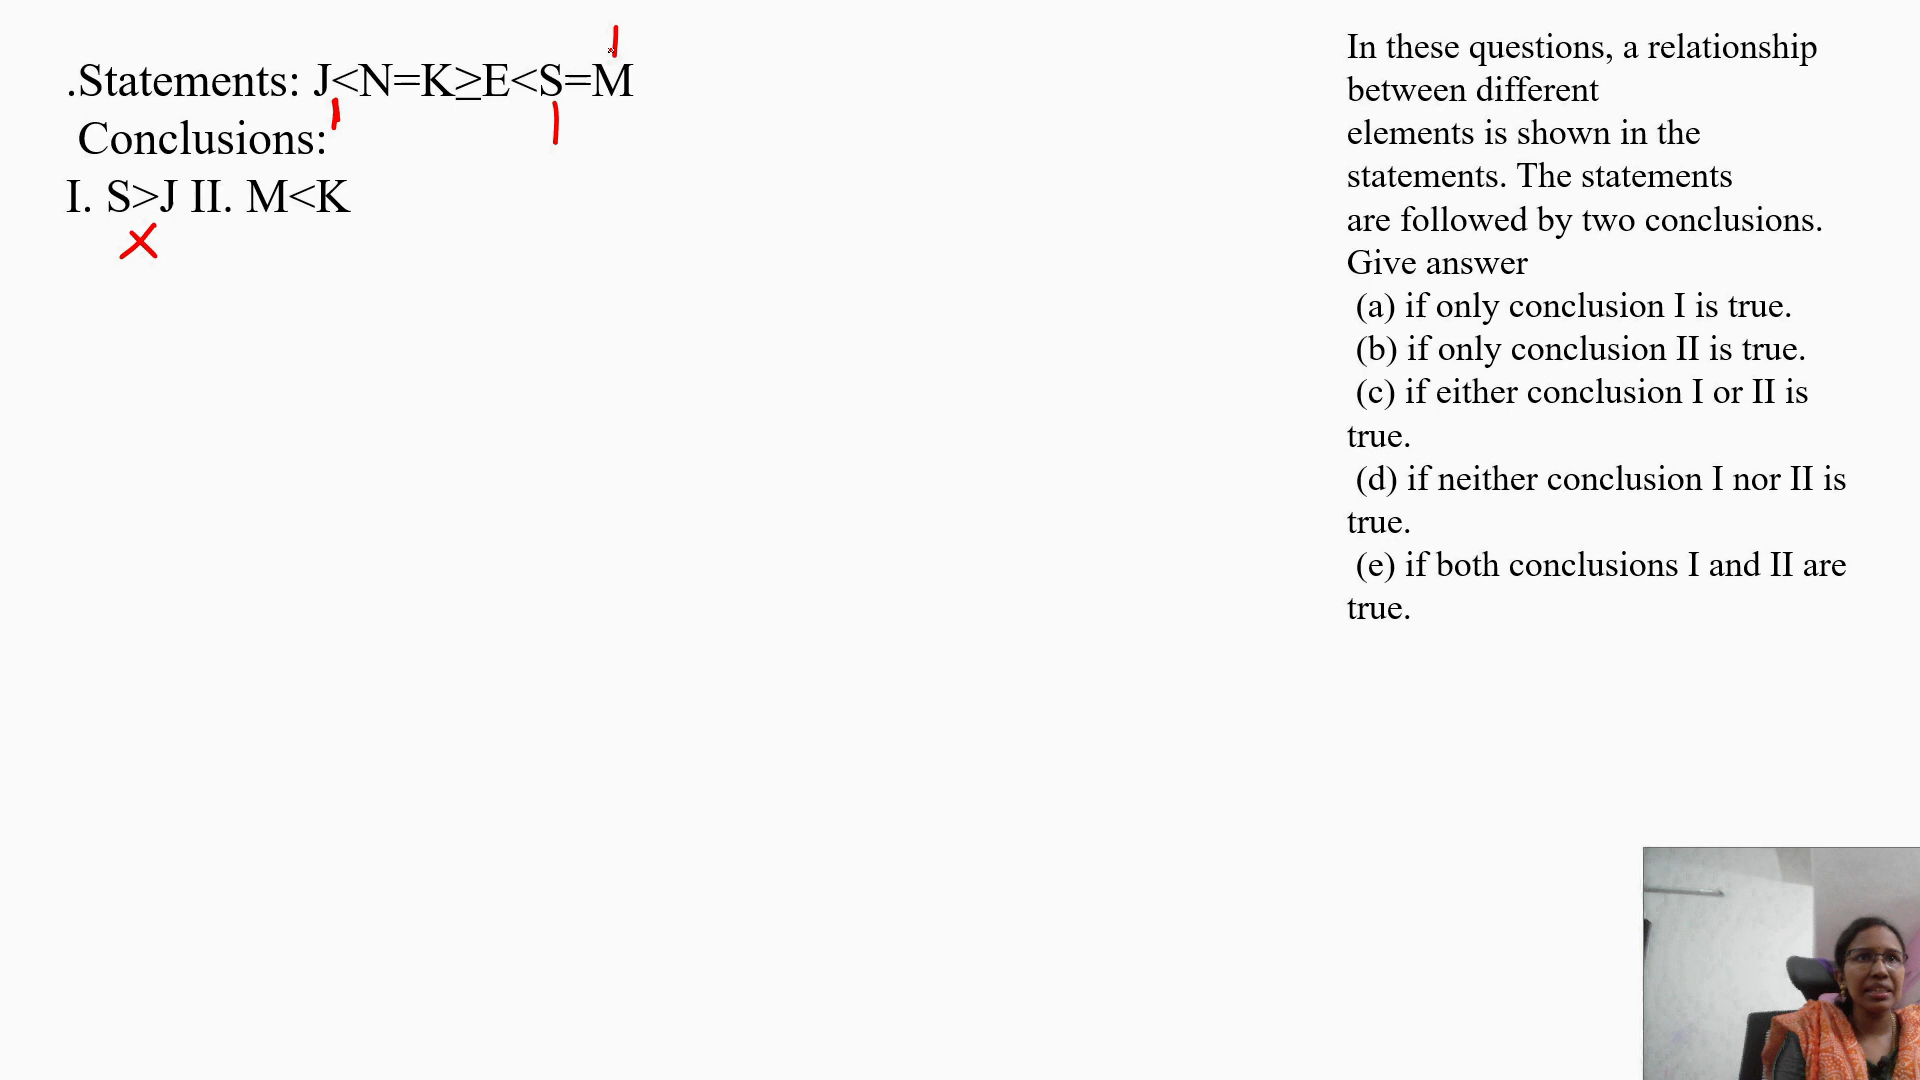 .Statements: J<N=K≥E<S=M
Conclusions:
I. S>J II. M<K
In these questions, a relationship
between different
elements is shown in the
statements. The statements
are followed by two conclusions.
Give answer
(a) if only conclusion I is true.
(b) if only conclusion II is true.
(c) if either conclusion I or II is
true.
(d) if neither conclusion I nor II is
true.
(e) if both conclusions I and II are
true.